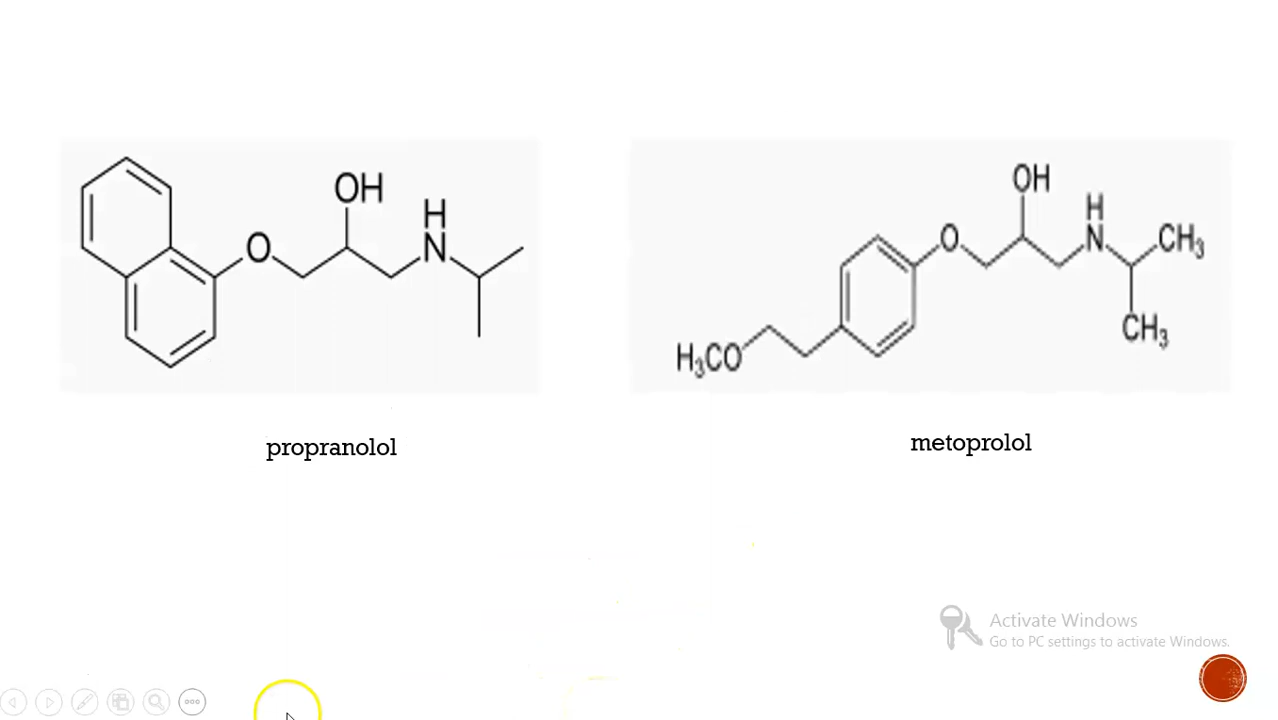 OH
H
O
N
OH
H
O
N
CH3
CH3
H3CO
propranolol
metoprolol
Activate Windows
Go to PC settings to activate Windows.